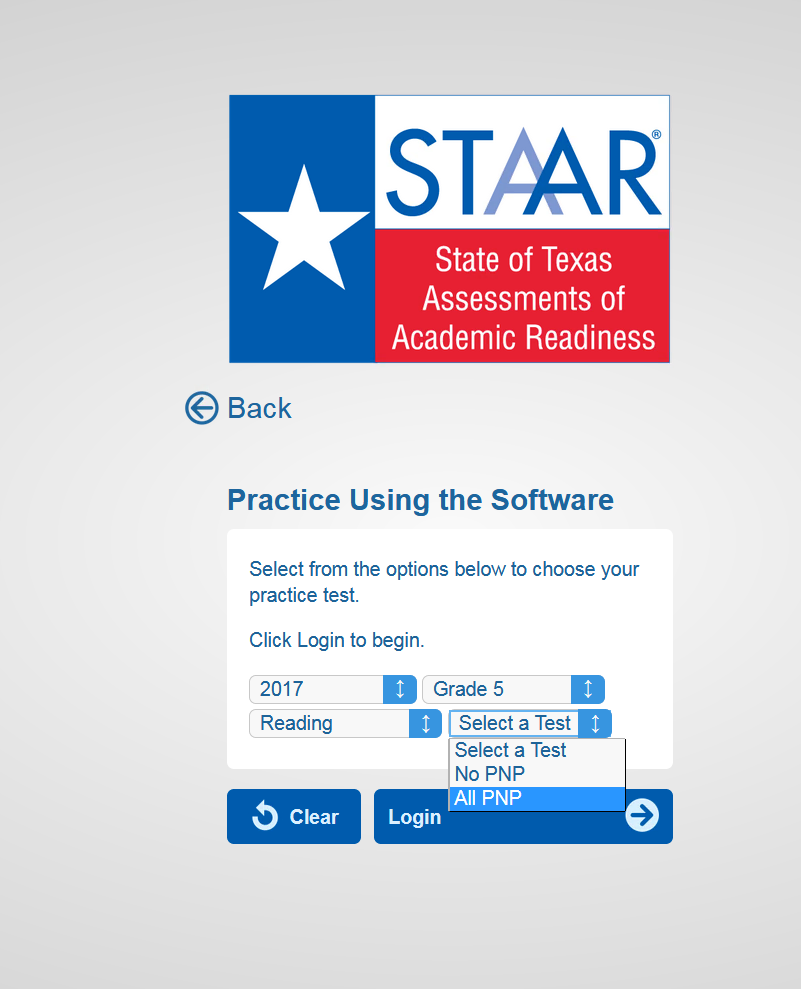 STAAR®
State of Texas
Assessments of
Academic Readiness
Back
Practice Using the Software
Select from the options below to choose your
practice test.
Click Login to begin.
2017 Grade 5
Reading Select a Test
Select a Test
No PNP
All PNP
Clear Login